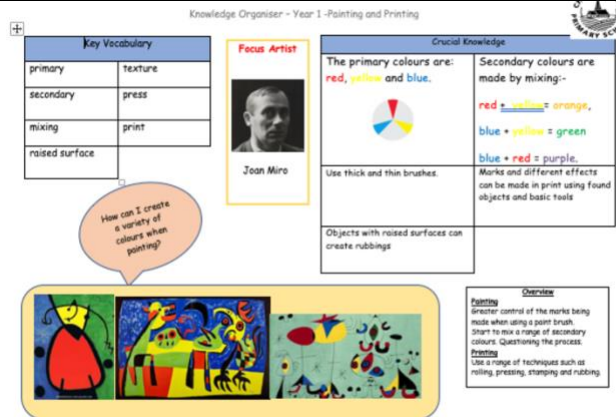 Knowledge Organiser - Year 1 -Painting and Printing
PRIMARY SCH
Key Vocabulary
primary
texture
secondary
press
mixing
print
raised surface
Focus Artist
Joan Miro
Crucial Knowledge
The primary colours are:
red, yellow and blue.
Secondary colours are
made by mixing:-
red + yellow= orange,
blue + yellow = green
blue + red = purple.
Use thick and thin brushes.
Marks and different effects
can be made in print using found
objects and basic tools
Objects with raised surfaces can
create rubbings
How can I create
a variety of
colours when
painting?
Overview
Painting
Greater control of the marks being
made when using a paint brush.
Start to mix a range of secondary
colours. Questioning the process.
Printing
Use a range of techniques such as
rolling, pressing, stamping and rubbing.